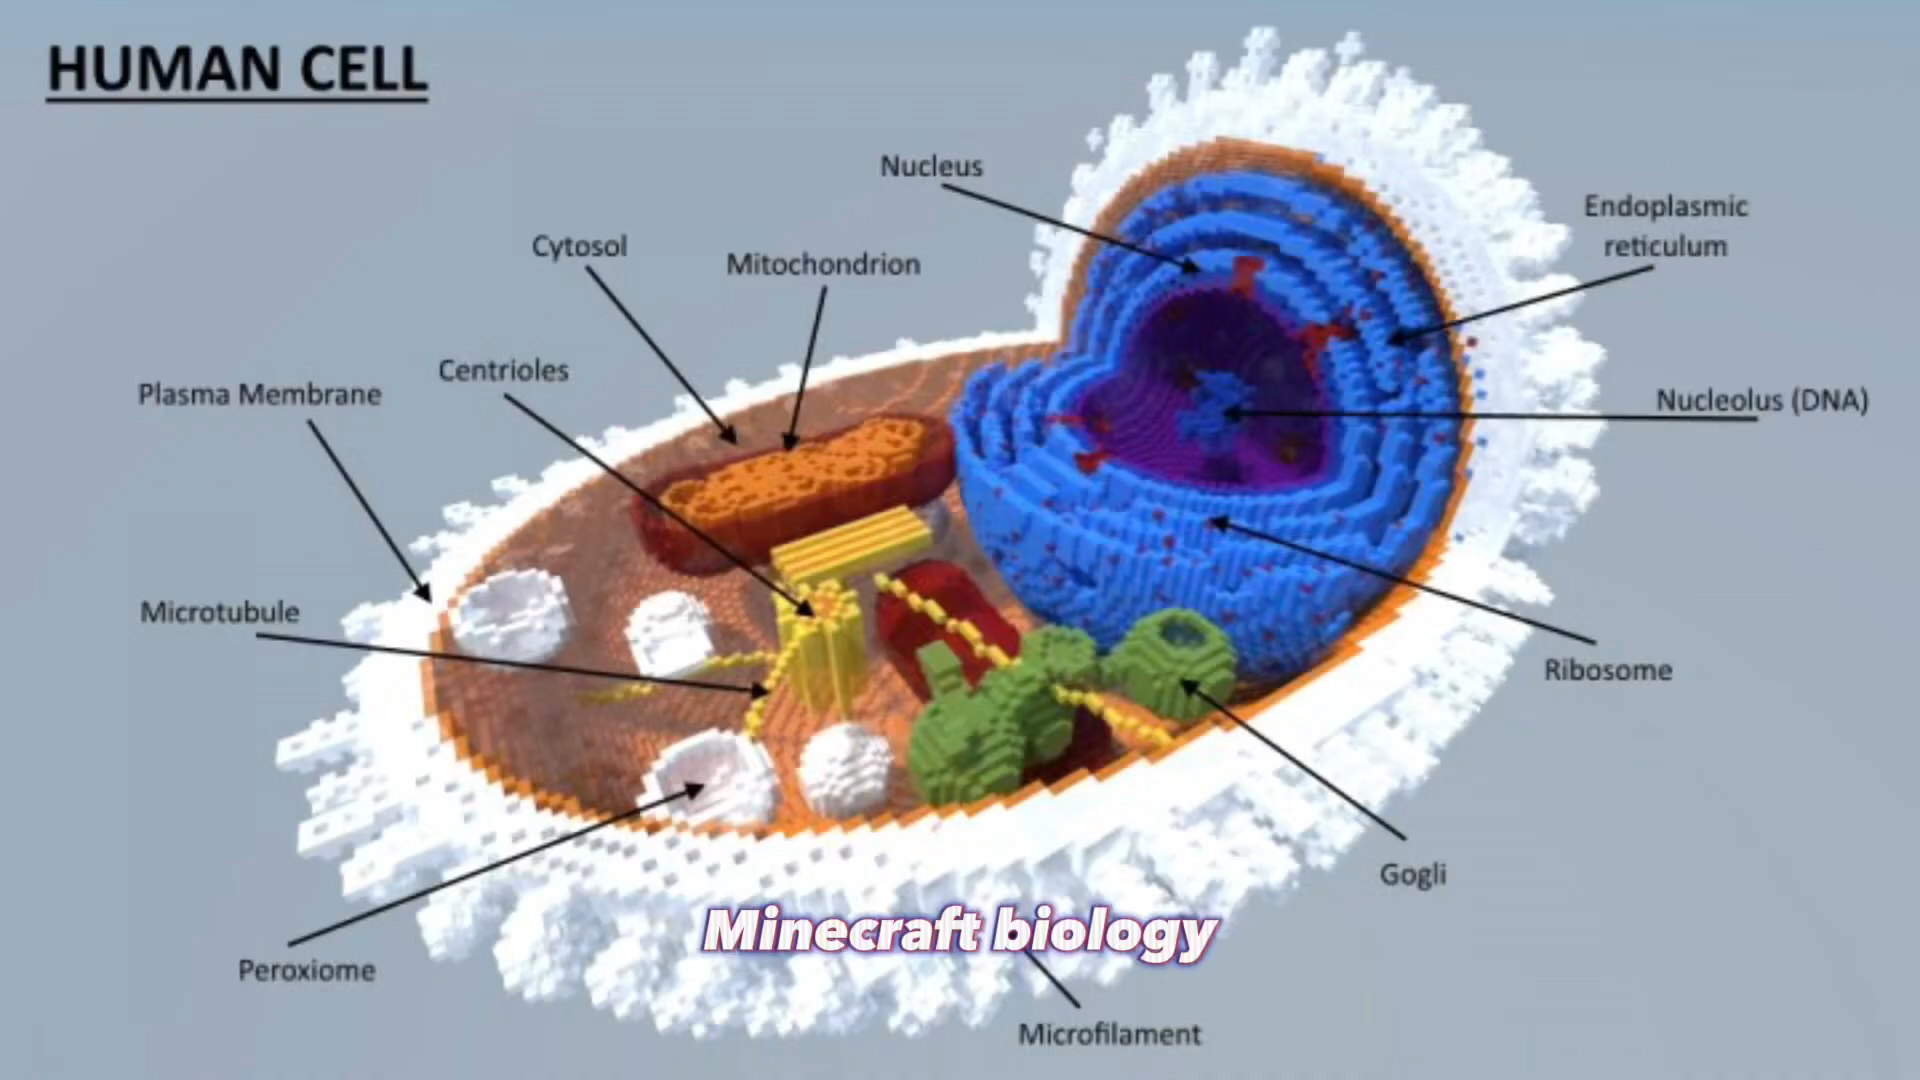 HUMAN CELL
Nucleus
Endoplasmic
reticulum
Cytosol
Mitochondrion
Centrioles
Plasma Membrane
Nucleolus (DNA)
Microtubule
Ribosome
Gogli
Minecraft biology
Peroxiome
Microfilament